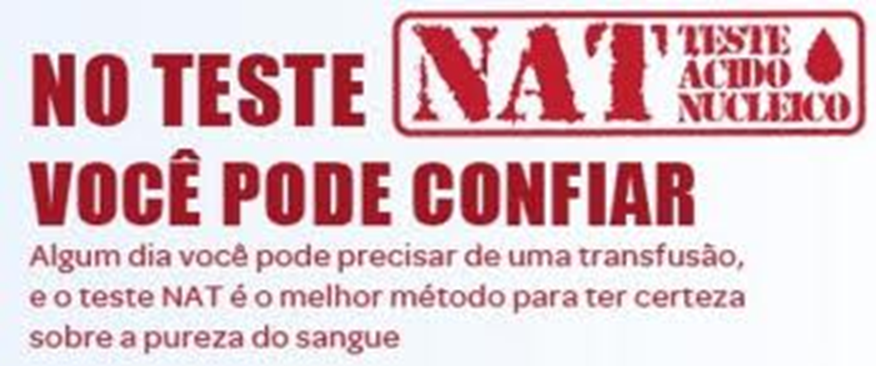 NO TESTE NAT TESTE
ÁCIDO
NUCLEICO
VOCÊ PODE CONFIAR
Algum dia você pode precisar de uma transfusão,
e o teste NAT é o melhor método para ter certeza
sobre a pureza do sangue